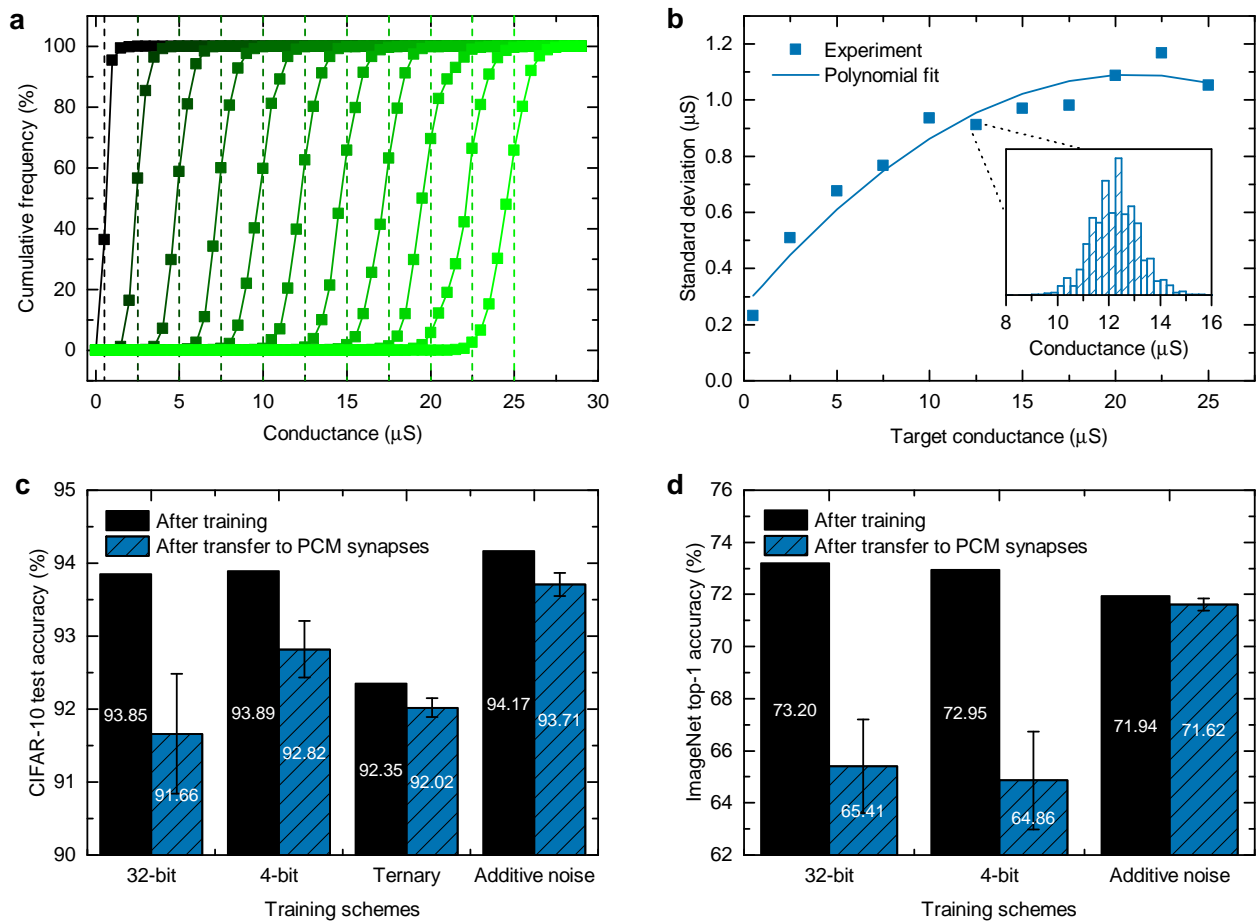 a
Cumulative frequency (%)
100
80
60
40
20
0
0 5 10 15 20 25 30
Conductance (μS)
b
Standard deviation (μS)
1.2
1.0
0.8
0.6
0.4
0.2
0.0
Experiment
Polynomial fit
8 10 12 14 16
Conductance (μS)
0 5 10 15 20 25
Target conductance (μS)
c
CIFAR-10 test accuracy (%)
95
94
93
92
91
90
After training
After transfer to PCM synapses
93.85 91.66 93.89 92.82 92.35 92.02 94.17 93.71
32-bit 4-bit Ternary Additive noise
Training schemes
d
ImageNet top-1 accuracy (%)
76
74
72
70
68
66
64
62
After training
After transfer to PCM synapses
73.20 65.41 72.95 64.86 71.94 71.62
32-bit 4-bit Additive noise
Training schemes